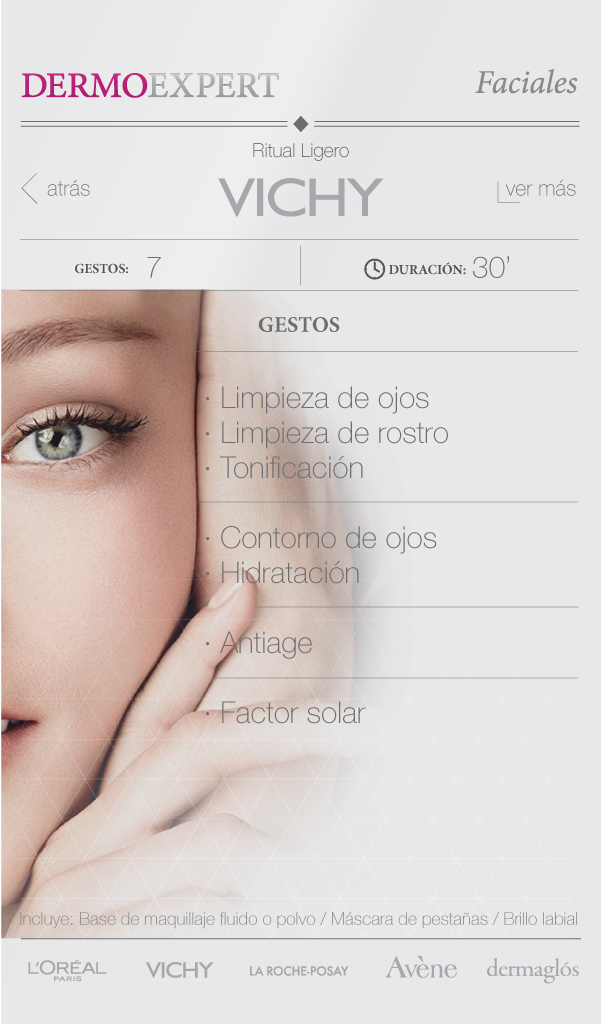 DERMOEXPERT
Faciales
Ritual Ligero
atrás
VICHY
ver más
GESTOS: 7
DURACIÓN: 30’
GESTOS
· Limpieza de ojos
· Limpieza de rostro
· Tonificación
· Contorno de ojos
· Hidratación
· Antiage
· Factor solar
Incluye: Base de maquillaje fluido o polvo / Máscara de pestañas / Brillo labial
L'ORÉAL
PARIS
VICHY
LA ROCHE-POSAY
Avène
dermaglós